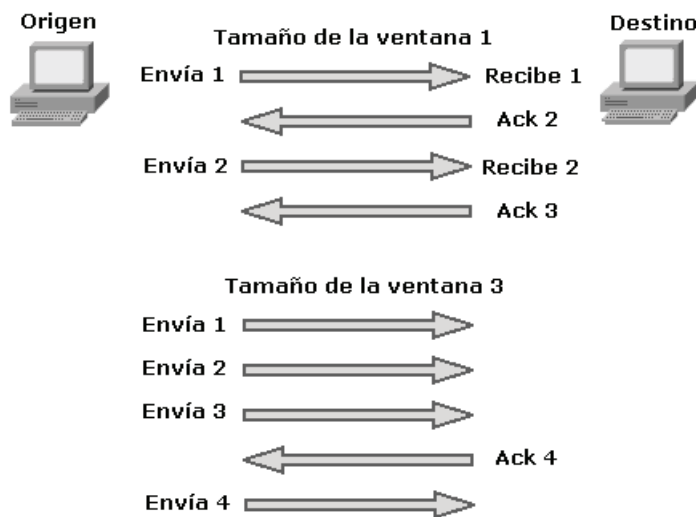 Origen
Destino
Tamaño de la ventana 1
Envía 1
Recibe 1
Ack 2
Envía 2
Recibe 2
Ack 3
Tamaño de la ventana 3
Envía 1
Envía 2
Envía 3
Ack 4
Envía 4